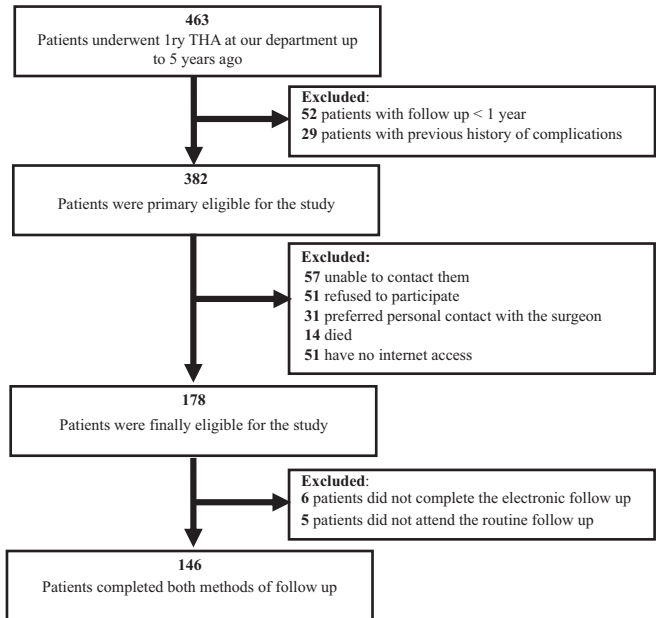 463
Patients underwent 1ry THA at our department up
to 5 years ago
Excluded:
52 patients with follow up < 1 year
29 patients with previous history of complications
382
Patients were primary eligible for the study
Excluded:
57 unable to contact them
51 refused to participate
31 preferred personal contact with the surgeon
14 died
51 have no internet access
178
Patients were finally eligible for the study
Excluded:
6 patients did not complete the electronic follow up
5 patients did not attend the routine follow up
146
Patients completed both methods of follow up